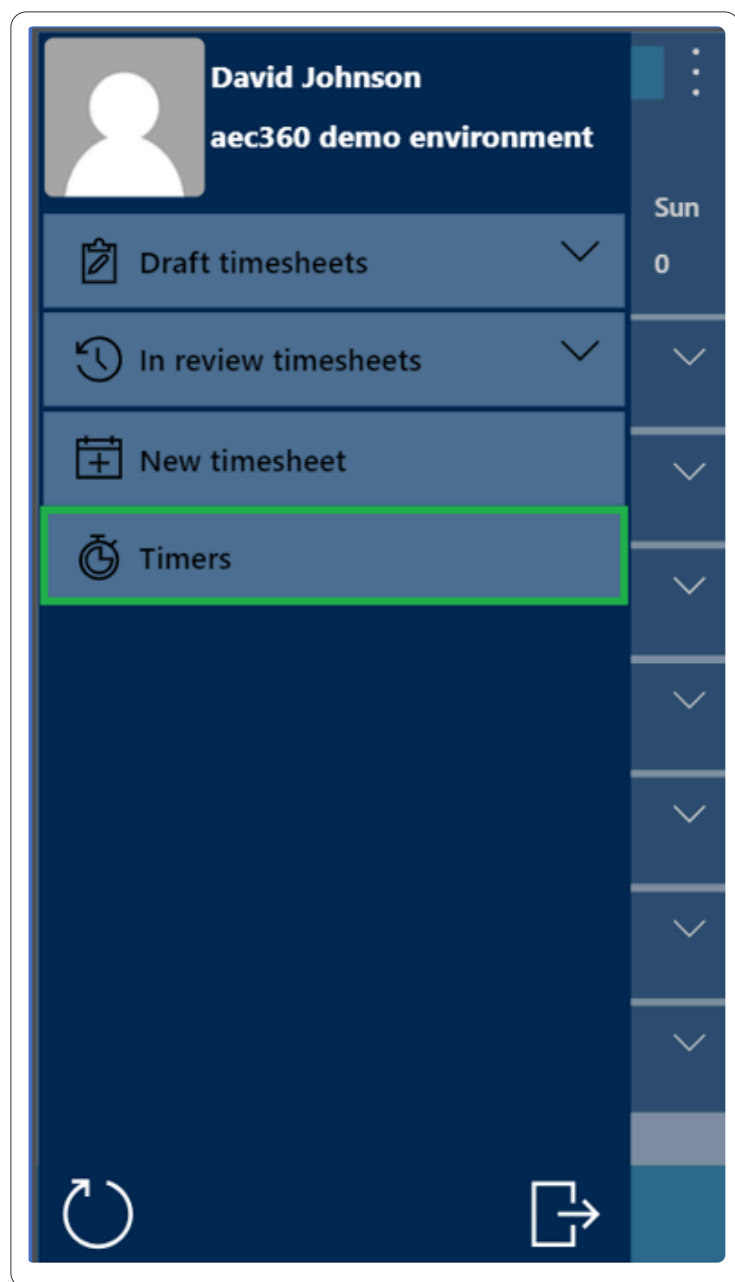 David Johnson
aec360 demo environment
Sun
0
Draft timesheets
In review timesheets
New timesheet
Timers